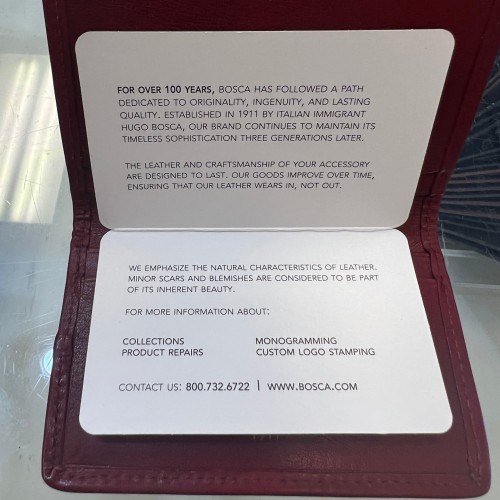 FOR OVER 100 YEARS, BOSCA HAS FOLLOWED A PATH
DEDICATED TO ORIGINALITY, INGENUITY, AND LASTING
QUALITY. ESTABLISHED IN 1911 BY ITALIAN IMMIGRANT
HUGO BOSCA, OUR BRAND CONTINUES TO MAINTAIN ITS
TIMELESS SOPHISTICATION THREE GENERATIONS LATER.
THE LEATHER AND CRAFTSMANSHIP OF YOUR ACCESSORY
ARE DESIGNED TO LAST. OUR GOODS IMPROVE OVER TIME,
ENSURING THAT OUR LEATHER WEARS IN, NOT OUT.
WE EMPHASIZE THE NATURAL CHARACTERISTICS OF LEATHER.
MINOR SCARS AND BLEMISHES ARE CONSIDERED TO BE PART
OF ITS INHERENT BEAUTY.
FOR MORE INFORMATION ABOUT:
COLLECTIONS MONOGRAMMING
PRODUCT REPAIRS CUSTOM LOGO STAMPING
CONTACT US: 800.732.6722 | WWW.BOSCA.COM